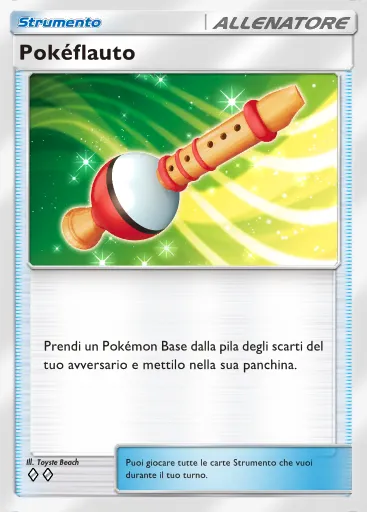 Strumento
ALLENATORE
Pokéflauto
Prendi un Pokémon Base dalla pila degli scarti del
tuo avversario e mettilo nella sua panchina.
Ill. Toyste Beach
Puoi giocare tutte le carte Strumento che vuoi
durante il tuo turno.